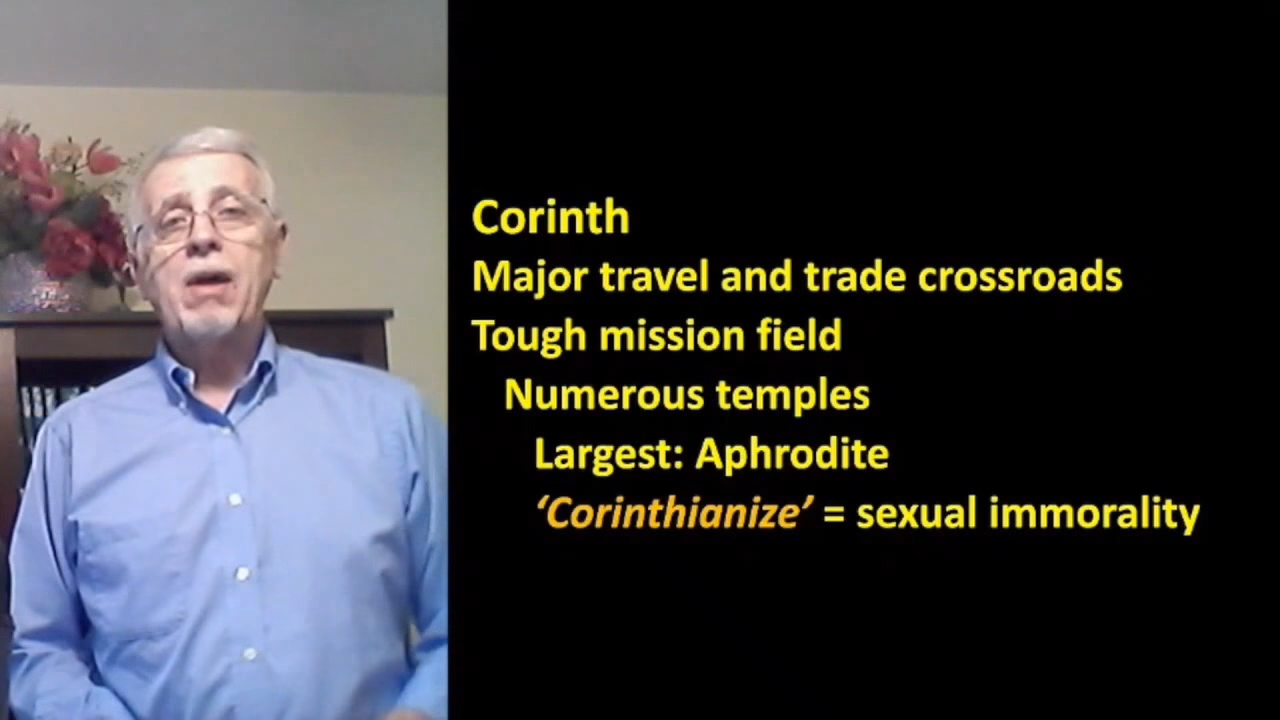 Corinth
Major travel and trade crossroads
Tough mission field
Numerous temples
Largest: Aphrodite
‘Corinthianize’ = sexual immorality